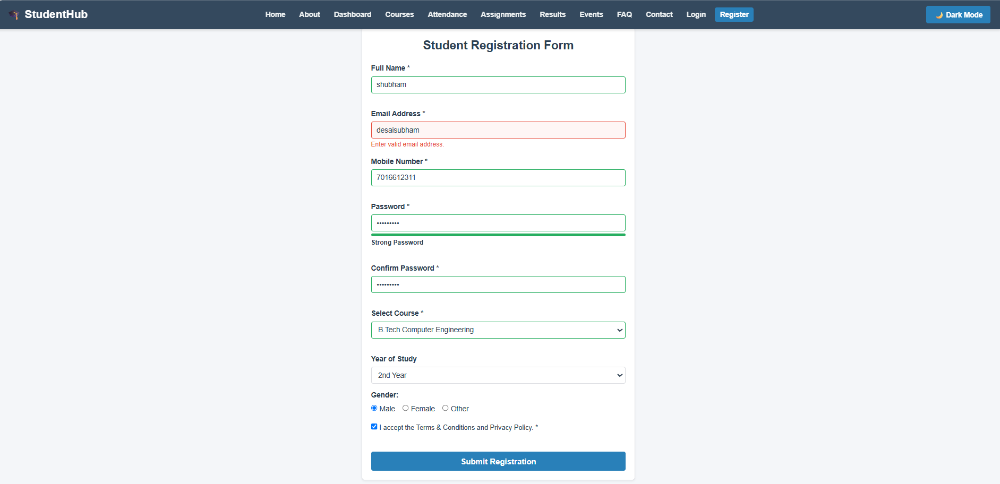 StudentHub
Home About Dashboard Courses Attendance Assignments Results Events FAQ Contact Login Register
🌙 Dark Mode
Student Registration Form
Full Name *
shubham
Email Address *
desaisubham
Enter valid email address.
Mobile Number *
7016612311
Password *
•••••••••
Strong Password
Confirm Password *
•••••••••
Select Course *
B.Tech Computer Engineering
Year of Study
2nd Year
Gender:
Male Female Other
I accept the Terms & Conditions and Privacy Policy. *
Submit Registration